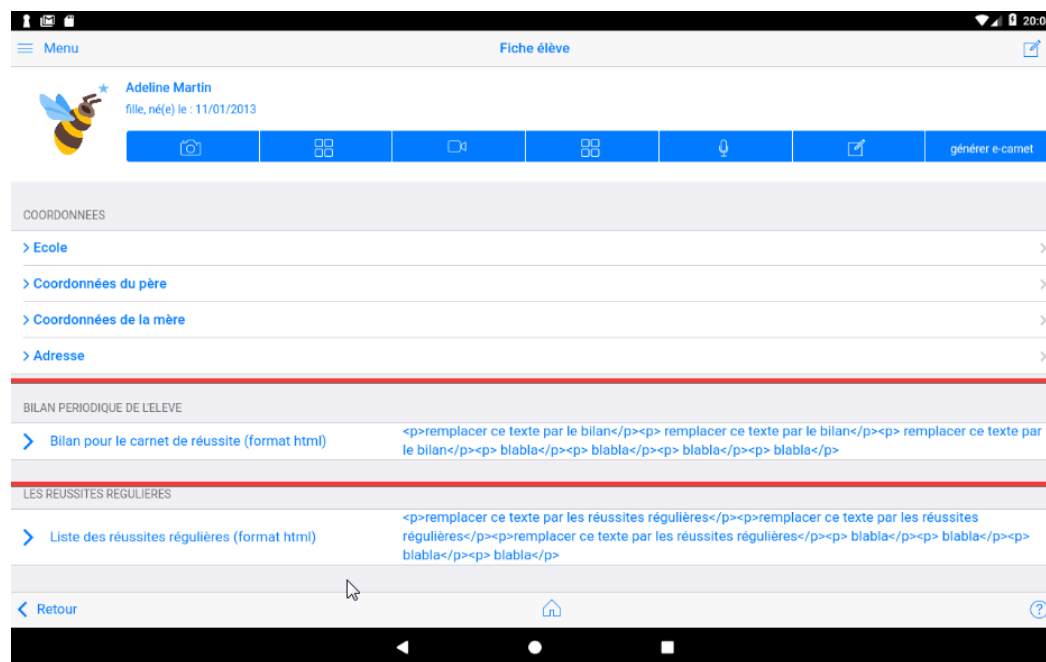 20:0
Menu
Fiche élève
Adeline Martin
fille, né(e) le : 11/01/2013
générer e-carnet
COORDONNEES
Ecole
Coordonnées du père
Coordonnées de la mère
Adresse
BILAN PERIODIQUE DE L'ELEVE
Bilan pour le carnet de réussite (format html)
<p>remplacer ce texte par le bilan</p><p> remplacer ce texte par le bilan</p><p> remplacer ce texte par
le bilan</p><p> blabla</p><p> blabla</p><p> blabla</p><p> blabla</p>
LES REUSSITES REGULIERES
Liste des réussites régulières (format html)
<p>remplacer ce texte par les réussites régulières</p><p>remplacer ce texte par les réussites
régulières</p><p>remplacer ce texte par les réussites régulières</p><p> blabla</p><p> blabla</p><p>
blabla</p><p> blabla</p>
Retour
?